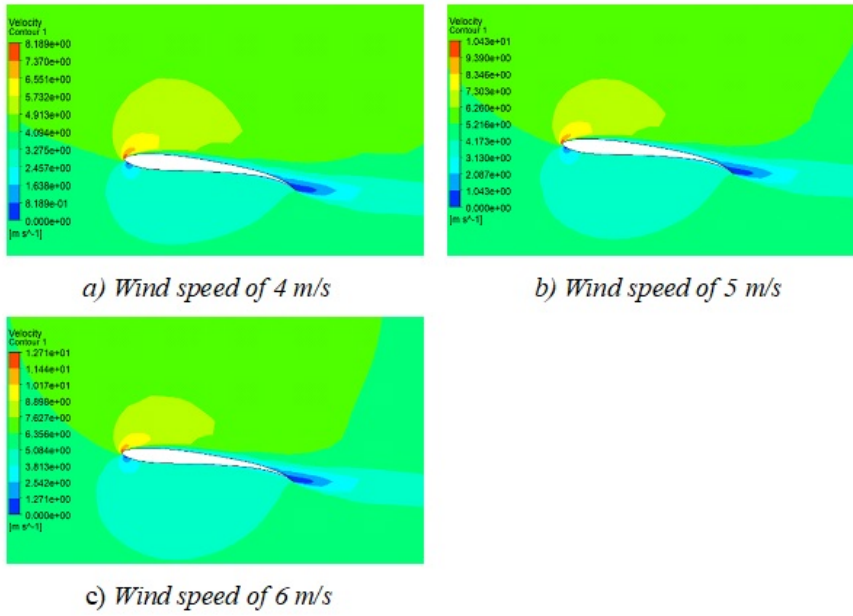 Velocity
Contour 1
8.189e+00
7.370e+00
6.551e+00
5.732e+00
4.913e+00
4.094e+00
3.275e+00
2.457e+00
1.638e+00
8.189e-01
0.000e+00
[m s^-1]
a) Wind speed of 4 m/s
Velocity
Contour 1
1.043e+01
9.390e+00
8.346e+00
7.303e+00
6.260e+00
5.216e+00
4.173e+00
3.130e+00
2.087e+00
1.043e+00
0.000e+00
[m s^-1]
b) Wind speed of 5 m/s
Velocity
Contour 1
1.271e+01
1.144e+01
1.017e+01
8.898e+00
7.627e+00
6.356e+00
5.084e+00
3.813e+00
2.542e+00
1.271e+00
0.000e+00
[m s^-1]
c) Wind speed of 6 m/s